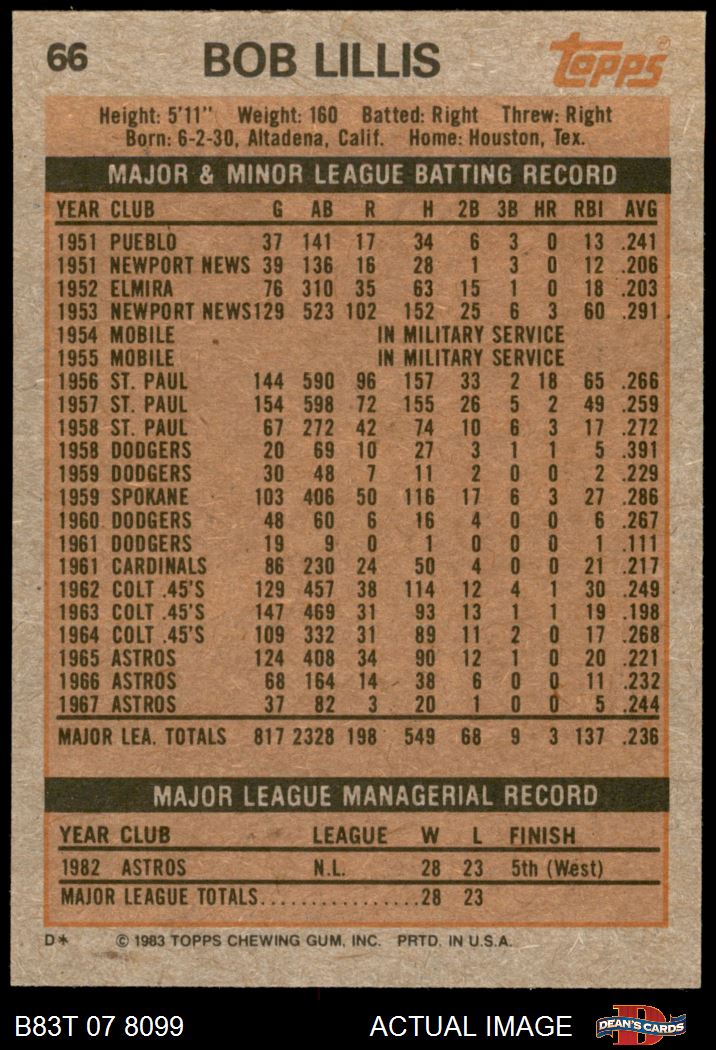 66 BOB LILLIS Topps®
Height: 5'11" Weight: 160 Batted: Right Threw: Right
Born: 6-2-30, Altadena, Calif. Home: Houston, Tex.
MAJOR & MINOR LEAGUE BATTING RECORD
YEAR CLUB G AB R H 2B 3B HR RBI AVG
1951 PUEBLO 37 141 17 34 6 3 0 13 .241
1951 NEWPORT NEWS 39 136 16 28 1 3 0 12 .206
1952 ELMIRA 76 310 35 63 15 1 0 18 .203
1953 NEWPORT NEWS 129 523 102 152 25 6 3 60 .291
1954 MOBILE IN MILITARY SERVICE
1955 MOBILE IN MILITARY SERVICE
1956 ST. PAUL 144 590 96 157 33 2 18 65 .266
1957 ST. PAUL 154 598 72 155 26 5 2 49 .259
1958 ST. PAUL 67 272 42 74 10 6 3 17 .272
1958 DODGERS 20 69 10 27 3 1 1 5 .391
1959 DODGERS 30 48 7 11 2 0 0 2 .229
1959 SPOKANE 103 406 50 116 17 6 3 27 .286
1960 DODGERS 48 60 6 16 4 0 0 6 .267
1961 DODGERS 19 9 0 1 0 0 0 1 .111
1961 CARDINALS 86 230 24 50 4 0 0 21 .217
1962 COLT .45'S 129 457 38 114 12 4 1 30 .249
1963 COLT .45'S 147 469 31 93 13 1 1 19 .198
1964 COLT .45'S 109 332 31 89 11 2 0 17 .268
1965 ASTROS 124 408 34 90 12 1 0 20 .221
1966 ASTROS 68 164 14 38 6 0 0 11 .232
1967 ASTROS 37 82 3 20 1 0 0 5 .244
MAJOR LEA. TOTALS 817 2328 198 549 68 9 3 137 .236
MAJOR LEAGUE MANAGERIAL RECORD
YEAR CLUB LEAGUE W L FINISH
1982 ASTROS N.L. 28 23 5th (West)
MAJOR LEAGUE TOTALS................28 23
D* © 1983 TOPPS CHEWING GUM, INC. PRTD. IN U.S.A.
B83T 07 8099 ACTUAL IMAGE D DEAN'S CARDS